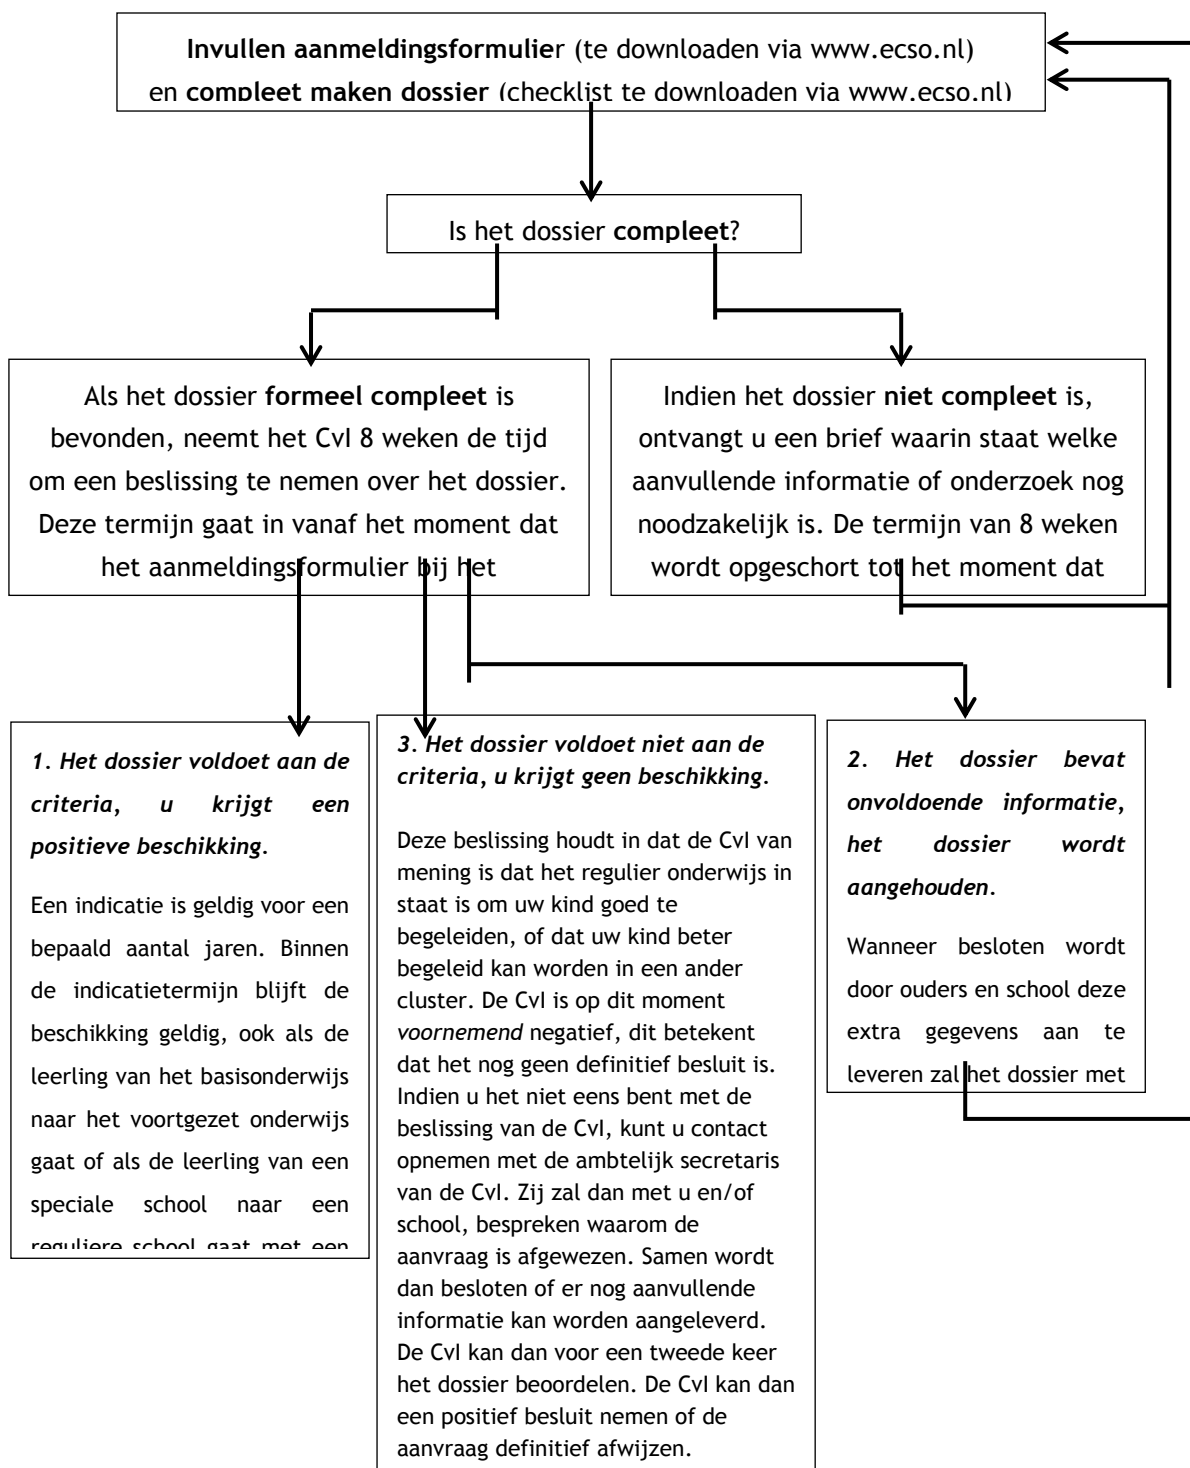 Invullen aanmeldingsformulier (te downloaden via www.ecso.nl)
en compleet maken dossier (checklist te downloaden via www.ecso.nl)
Is het dossier compleet?
Als het dossier formeel compleet is
bevonden, neemt het CvI 8 weken de tijd
om een beslissing te nemen over het dossier.
Deze termijn gaat in vanaf het moment dat
het aanmeldingsformulier bij het
Indien het dossier niet compleet is,
ontvangt u een brief waarin staat welke
aanvullende informatie of onderzoek nog
noodzakelijk is. De termijn van 8 weken
wordt opgeschort tot het moment dat
1. Het dossier voldoet aan de
criteria, u krijgt een
positieve beschikking.
Een indicatie is geldig voor een
bepaald aantal jaren. Binnen
de indicatietermijn blijft de
beschikking geldig, ook als de
leerling van het basisonderwijs
naar het voortgezet onderwijs
gaat of als de leerling van een
speciale school naar een
reguliere school gaat met een
3. Het dossier voldoet niet aan de
criteria, u krijgt geen beschikking.
Deze beslissing houdt in dat de CvI van
mening is dat het regulier onderwijs in
staat is om uw kind goed te
begeleiden, of dat uw kind beter
begeleid kan worden in een ander
cluster. De CvI is op dit moment
voornemend negatief, dit betekent
dat het nog geen definitief besluit is.
Indien u het niet eens bent met de
beslissing van de CvI, kunt u contact
opnemen met de ambtelijk secretaris
van de CvI. Zij zal dan met u en/of
school, bespreken waarom de
aanvraag is afgewezen. Samen wordt
dan besloten of er nog aanvullende
informatie kan worden aangeleverd.
De CvI kan dan voor een tweede keer
het dossier beoordelen. De CvI kan dan
een positief besluit nemen of de
aanvraag definitief afwijzen.
2. Het dossier bevat
onvoldoende informatie,
het dossier wordt
aangehouden.
Wanneer besloten wordt
door ouders en school deze
extra gegevens aan te
leveren zal het dossier met